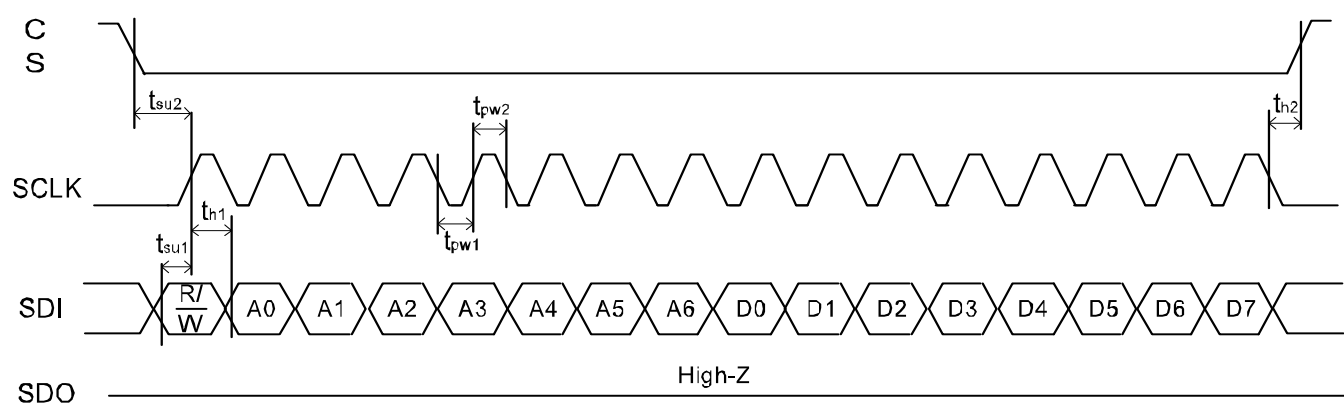 C
S
tsu2
tpw2
th2
SCLK
th1
tpw1
tsu1
SDI
R/
W
A0
A1
A2
A3
A4
A5
A6
D0
D1
D2
D3
D4
D5
D6
D7
High-Z
SDO